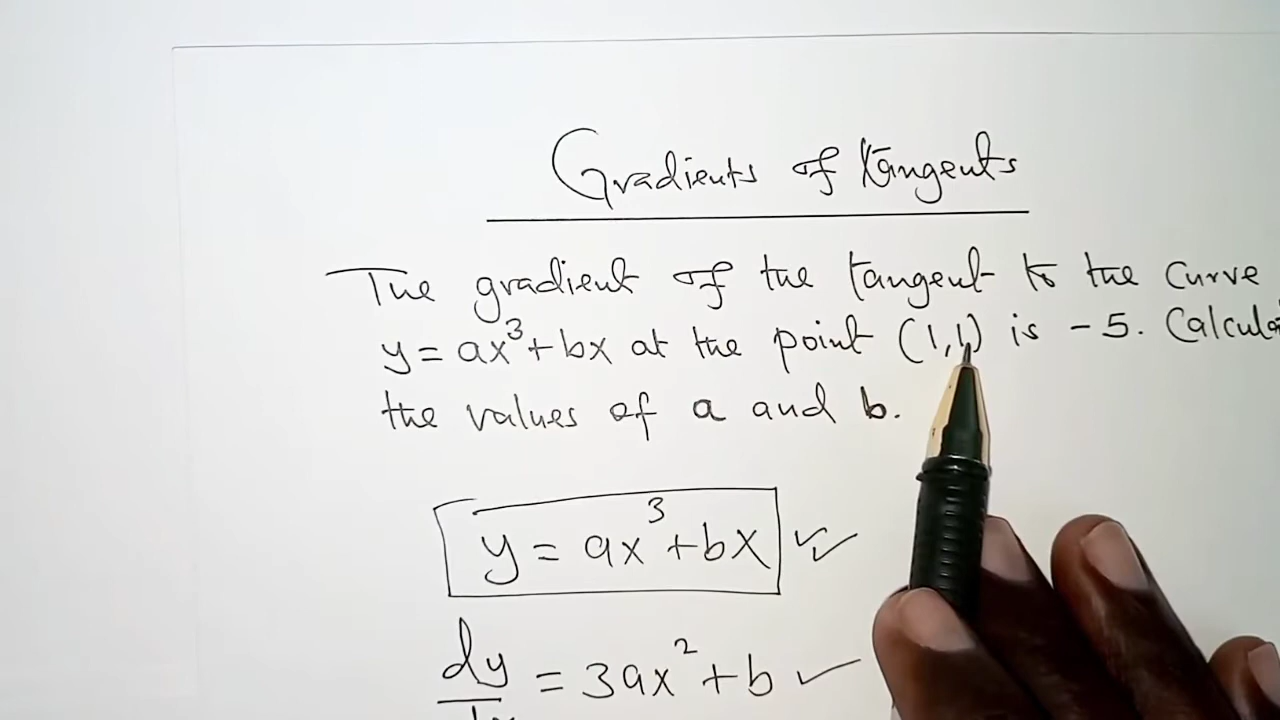 Gradients of tangents
The gradient of the tangent to the curve
y = ax³ + bx at the point (1,1) is -5. Calcula
the values of a and b.
y = ax³ + bx
dy = 3ax² + b